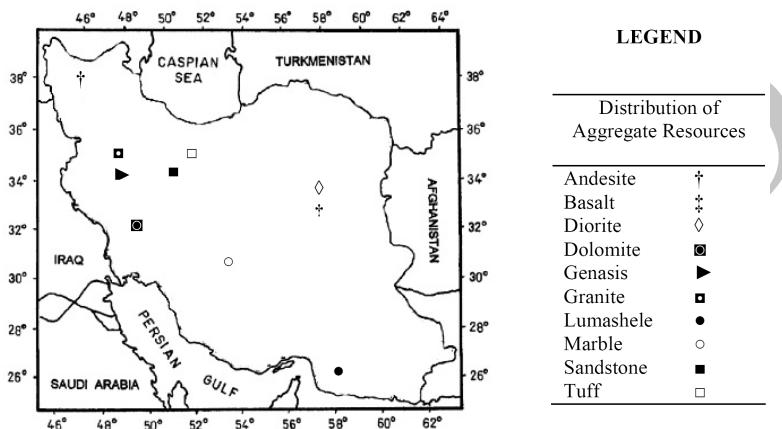 46° 48° 50° 52° 54° 58° 60° 62° 64°
CASPIAN
SEA
TURKMENISTAN
38° 38°
36° 36°
34° 34°
AFGHANISTAN
32° 32°
IRAQ
30° 30°
PERSIAN
GULF
28° 28°
26° 26°
SAUDI ARABIA
46° 48° 50° 52° 54° 56° 58° 60° 62°
LEGEND
Distribution of
Aggregate Resources
Andesite †
Basalt ‡
Diorite ◊
Dolomite
Genasis ▶
Granite
Lumashele ●
Marble ○
Sandstone ■
Tuff □